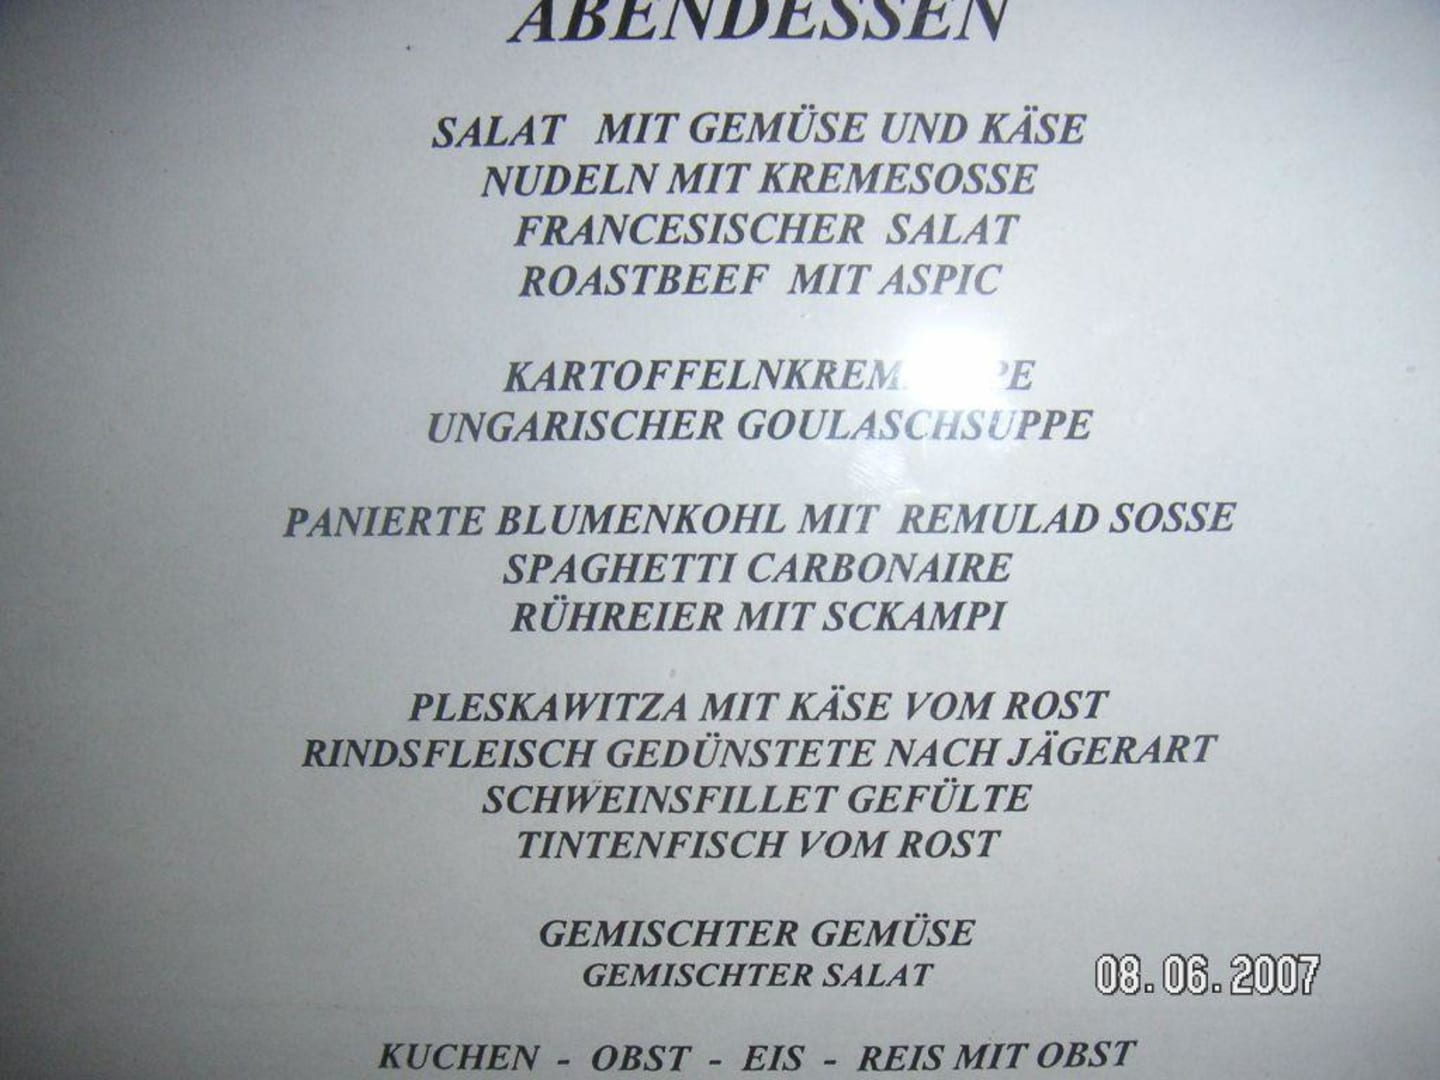 ABENDESSEN
SALAT MIT GEMÜSE UND KÄSE
NUDELN MIT KREMESOSSE
FRANCESISCHER SALAT
ROASTBEEF MIT ASPIC
UNGARISCHER GOULASCHSUPPE
PANIERTE BLUMENKOHL MIT REMULAD SOSSE
SPAGHETTI CARBONAIRE
RÜHREIER MIT SCKAMPI
PLESKAWITZA MIT KÄSE VOM ROST
RINDSFLEISCH GEDÜNSTETE NACH JÄGERART
SCHWEINSFILLET GEFÜLTE
TINTENFISCH VOM ROST
GEMISCHTER GEMÜSE
GEMISCHTER SALAT
08.06.2007
KUCHEN - OBST - EIS - REIS MIT OBST